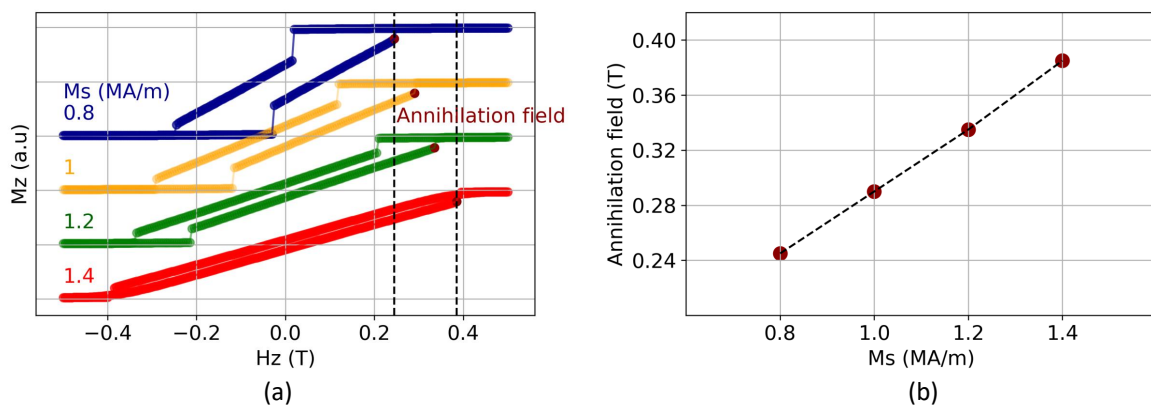 Ms (MA/m)
0.8
1
1.2
1.4
Annihilation field
Mz (a.u)
−0.4 −0.2 0.0 0.2 0.4
Hz (T)
(a)
0.40
0.36
0.32
0.28
0.24
Annihilation field (T)
0.8 1.0 1.2 1.4
Ms (MA/m)
(b)